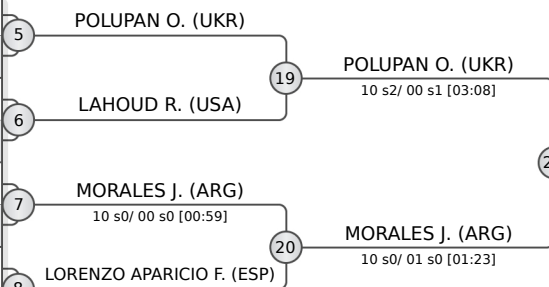 POLUPAN O. (UKR)
5
19
POLUPAN O. (UKR)
10 s2/ 00 s1 [03:08]
LAHOUD R. (USA)
6
MORALES J. (ARG)
7
10 s0/ 00 s0 [00:59]
20
MORALES J. (ARG)
10 s0/ 01 s0 [01:23]
LORENZO APARICIO F. (ESP)
8